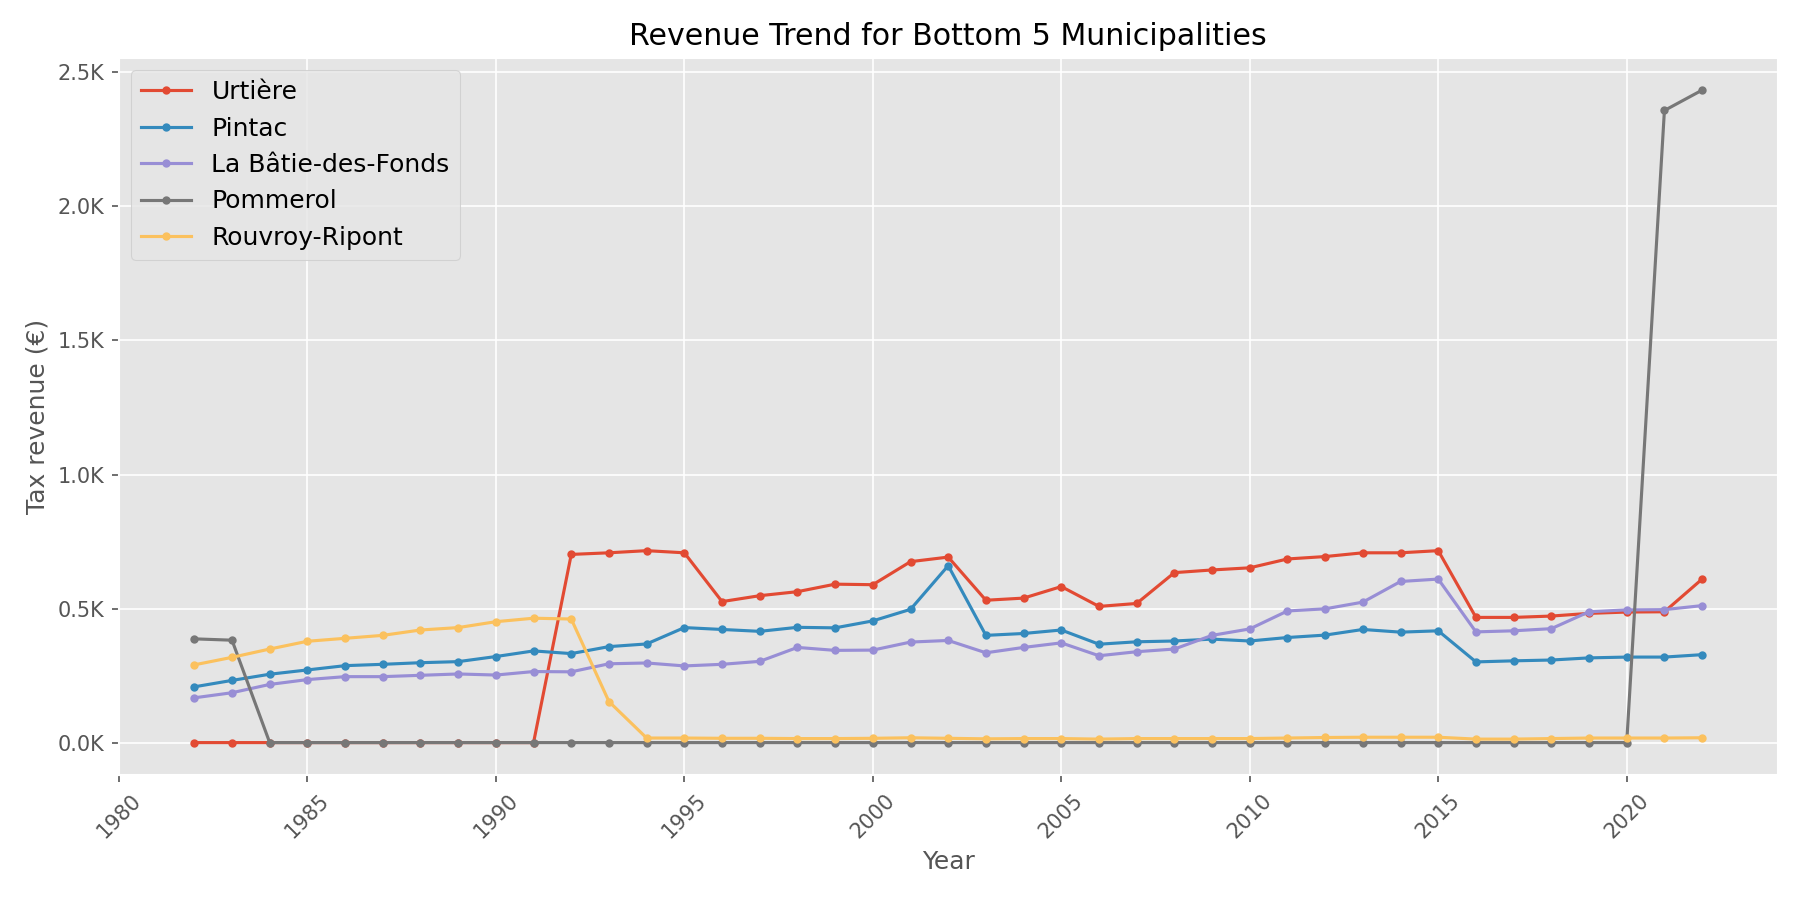 Revenue Trend for Bottom 5 Municipalities
2.5K
2.0K
1.5K
1.0K
0.5K
0.0K
Tax revenue (€)
Urtière
Pintac
La Bâtie-des-Fonds
Pommerol
Rouvroy-Ripont
1980
1985
1990
1995
2000
2005
2010
2015
2020
Year